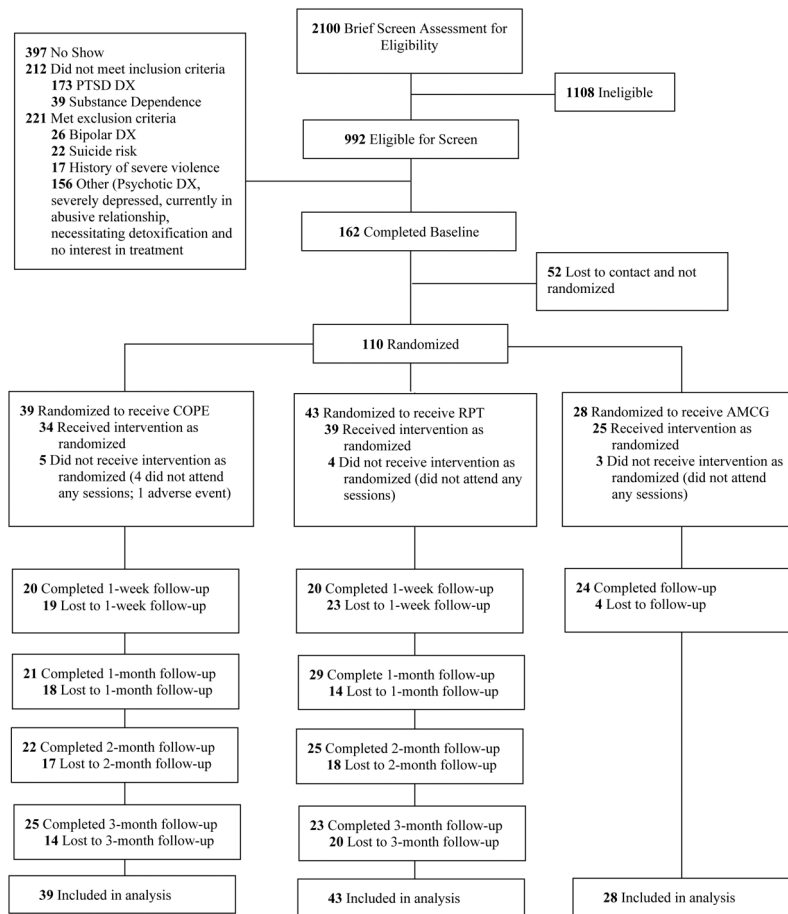 2100 Brief Screen Assessment for
Eligibility
397 No Show
212 Did not meet inclusion criteria
173 PTSD DX
39 Substance Dependence
221 Met exclusion criteria
26 Bipolar DX
22 Suicide risk
17 History of severe violence
156 Other (Psychotic DX,
severely depressed, currently in
abusive relationship,
necessitating detoxification and
no interest in treatment
1108 Ineligible
992 Eligible for Screen
162 Completed Baseline
52 Lost to contact and not
randomized
110 Randomized
39 Randomized to receive COPE
34 Received intervention as
randomized
5 Did not receive intervention as
randomized (4 did not attend
any sessions; 1 adverse event)
43 Randomized to receive RPT
39 Received intervention as
randomized
4 Did not receive intervention as
randomized (did not attend any
sessions)
28 Randomized to receive AMCG
25 Received intervention as
randomized
3 Did not receive intervention as
randomized (did not attend
any sessions)
20 Completed 1-week follow-up
19 Lost to 1-week follow-up
20 Completed 1-week follow-up
23 Lost to 1-week follow-up
24 Completed follow-up
4 Lost to follow-up
21 Completed 1-month follow-up
18 Lost to 1-month follow-up
29 Complete 1-month follow-up
14 Lost to 1-month follow-up
22 Completed 2-month follow-up
17 Lost to 2-month follow-up
25 Completed 2-month follow-up
18 Lost to 2-month follow-up
25 Completed 3-month follow-up
14 Lost to 3-month follow-up
23 Completed 3-month follow-up
20 Lost to 3-month follow-up
39 Included in analysis
43 Included in analysis
28 Included in analysis